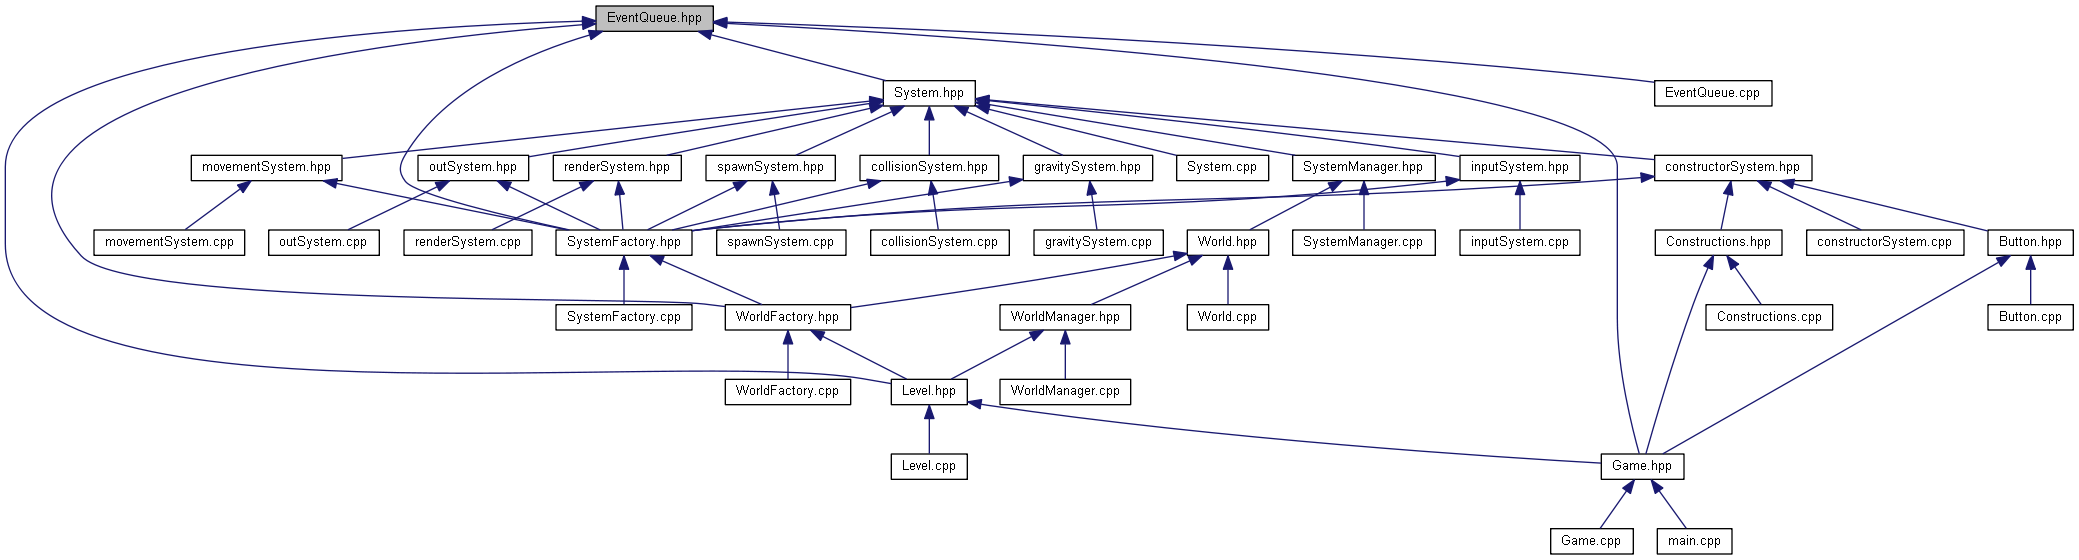 EventQueue.hpp
System.hpp
EventQueue.cpp
movementSystem.hpp
outSystem.hpp
renderSystem.hpp
spawnSystem.hpp
collisionSystem.hpp
gravitySystem.hpp
System.cpp
SystemManager.hpp
inputSystem.hpp
constructorSystem.hpp
movementSystem.cpp
outSystem.cpp
renderSystem.cpp
SystemFactory.hpp
spawnSystem.cpp
collisionSystem.cpp
gravitySystem.cpp
World.hpp
SystemManager.cpp
inputSystem.cpp
Constructions.hpp
constructorSystem.cpp
Button.hpp
SystemFactory.cpp
WorldFactory.hpp
WorldManager.hpp
World.cpp
Constructions.cpp
Button.cpp
WorldFactory.cpp
Level.hpp
WorldManager.cpp
Level.cpp
Game.hpp
Game.cpp
main.cpp